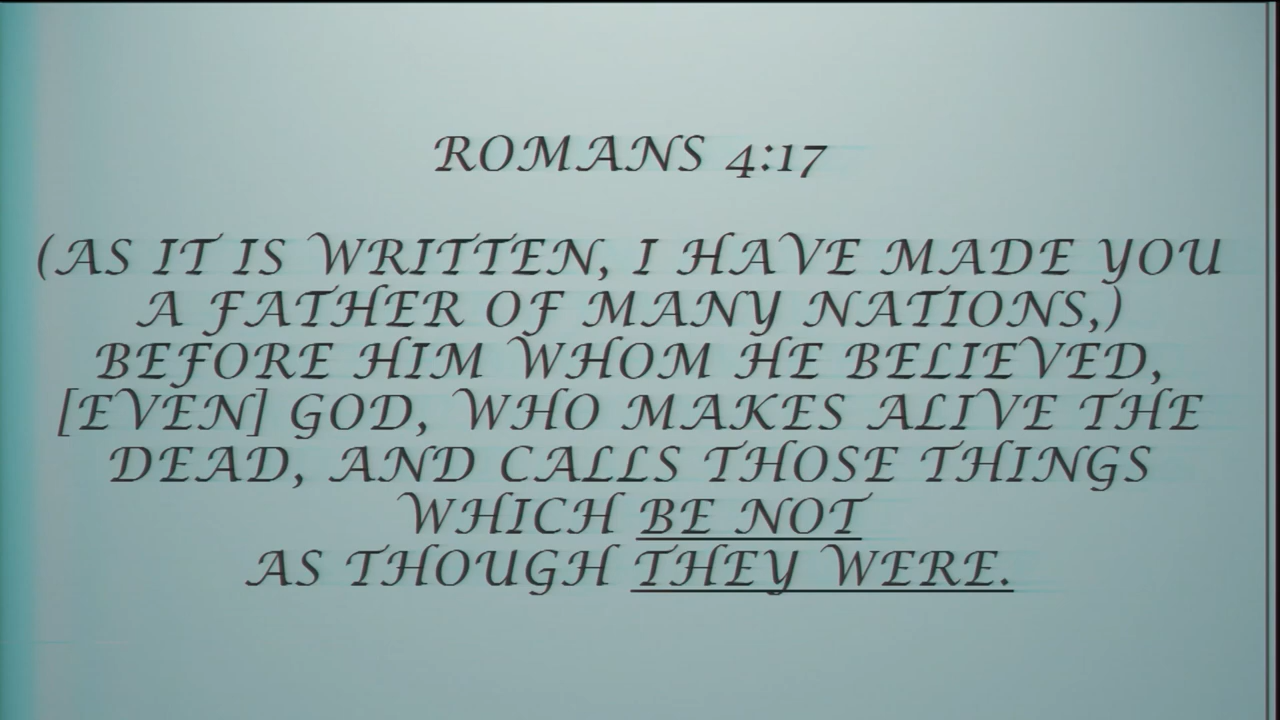 ROMANS 4:17
(AS IT IS WRITTEN, I HAVE MADE YOU
A FATHER OF MANY NATIONS,)
BEFORE HIM WHOM HE BELIEVED,
[EVEN] GOD, WHO MAKES ALIVE THE
DEAD, AND CALLS THOSE THINGS
WHICH BE NOT
AS THOUGH THEY WERE.